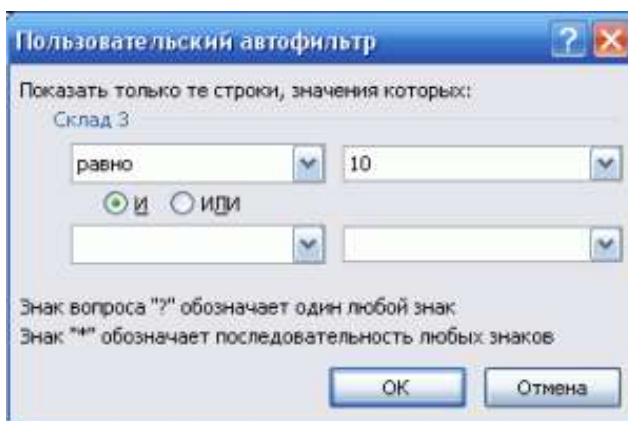 Пользовательский автофильтр
Показать только те строки, значения которых:
Склад 3
равно 10
И ИЛИ
Знак вопроса "?" обозначает один любой знак
Знак "*" обозначает последовательность любых знаков
ОК Отмена